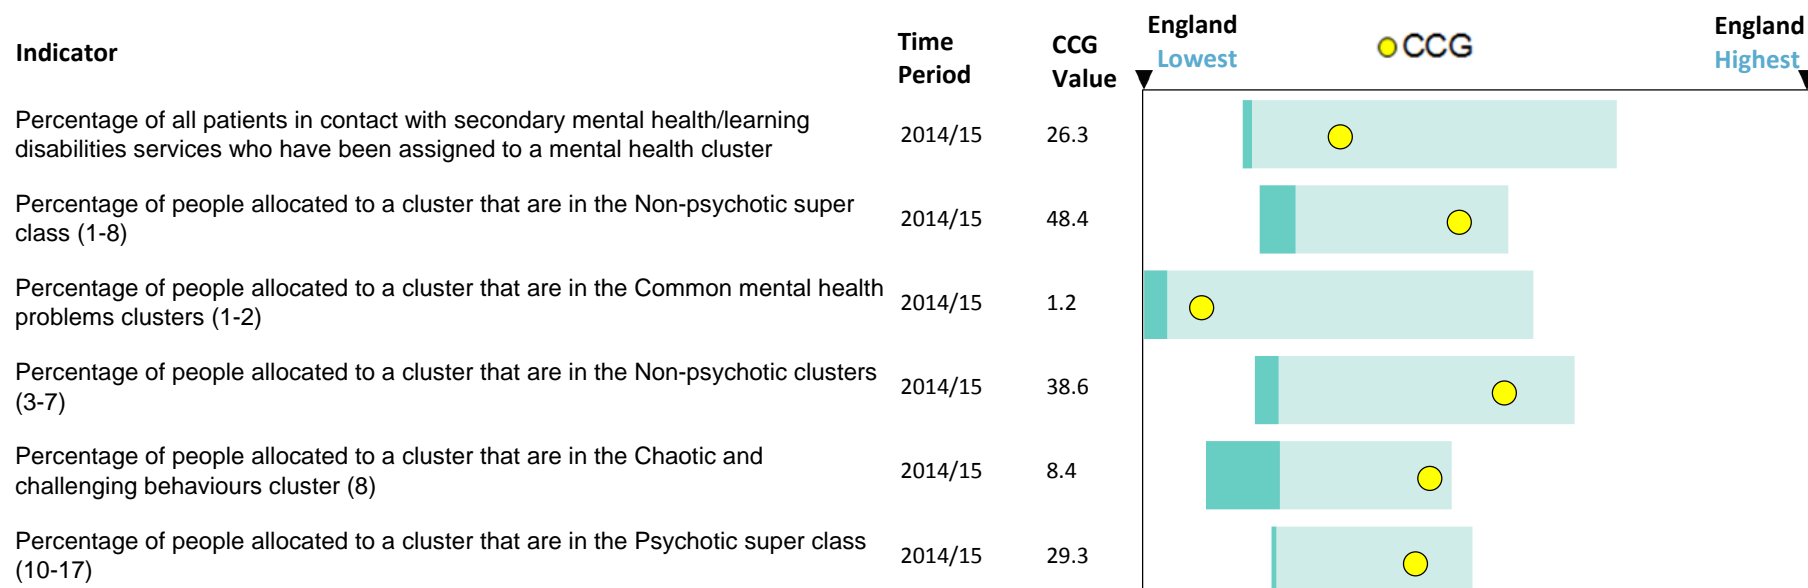 Indicator
Time Period
CCG Value
England Lowest
CCG
England Highest
Percentage of all patients in contact with secondary mental health/learning
disabilities services who have been assigned to a mental health cluster
2014/15
26.3
Percentage of people allocated to a cluster that are in the Non-psychotic super
class (1-8)
2014/15
48.4
Percentage of people allocated to a cluster that are in the Common mental health
problems clusters (1-2)
2014/15
1.2
Percentage of people allocated to a cluster that are in the Non-psychotic clusters
(3-7)
2014/15
38.6
Percentage of people allocated to a cluster that are in the Chaotic and
challenging behaviours cluster (8)
2014/15
8.4
Percentage of people allocated to a cluster that are in the Psychotic super class
(10-17)
2014/15
29.3